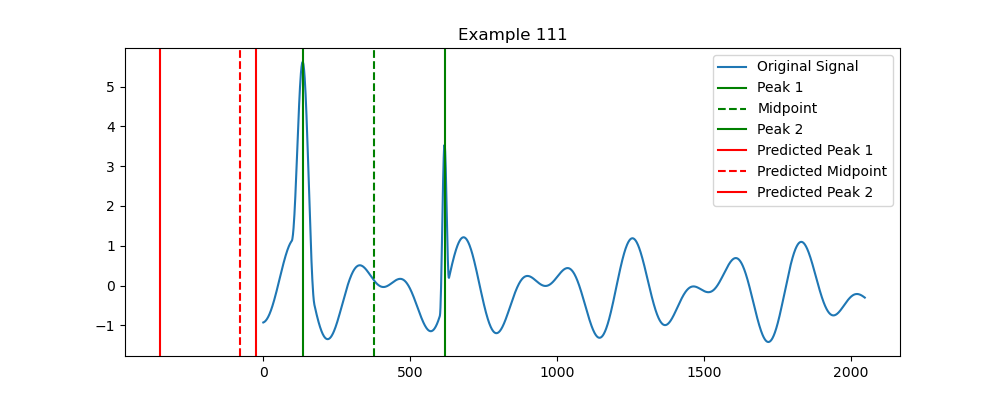 Example 111
Original Signal
Peak 1
Midpoint
Peak 2
Predicted Peak 1
Predicted Midpoint
Predicted Peak 2
5
4
3
2
1
0
−1
0 500 1000 1500 2000